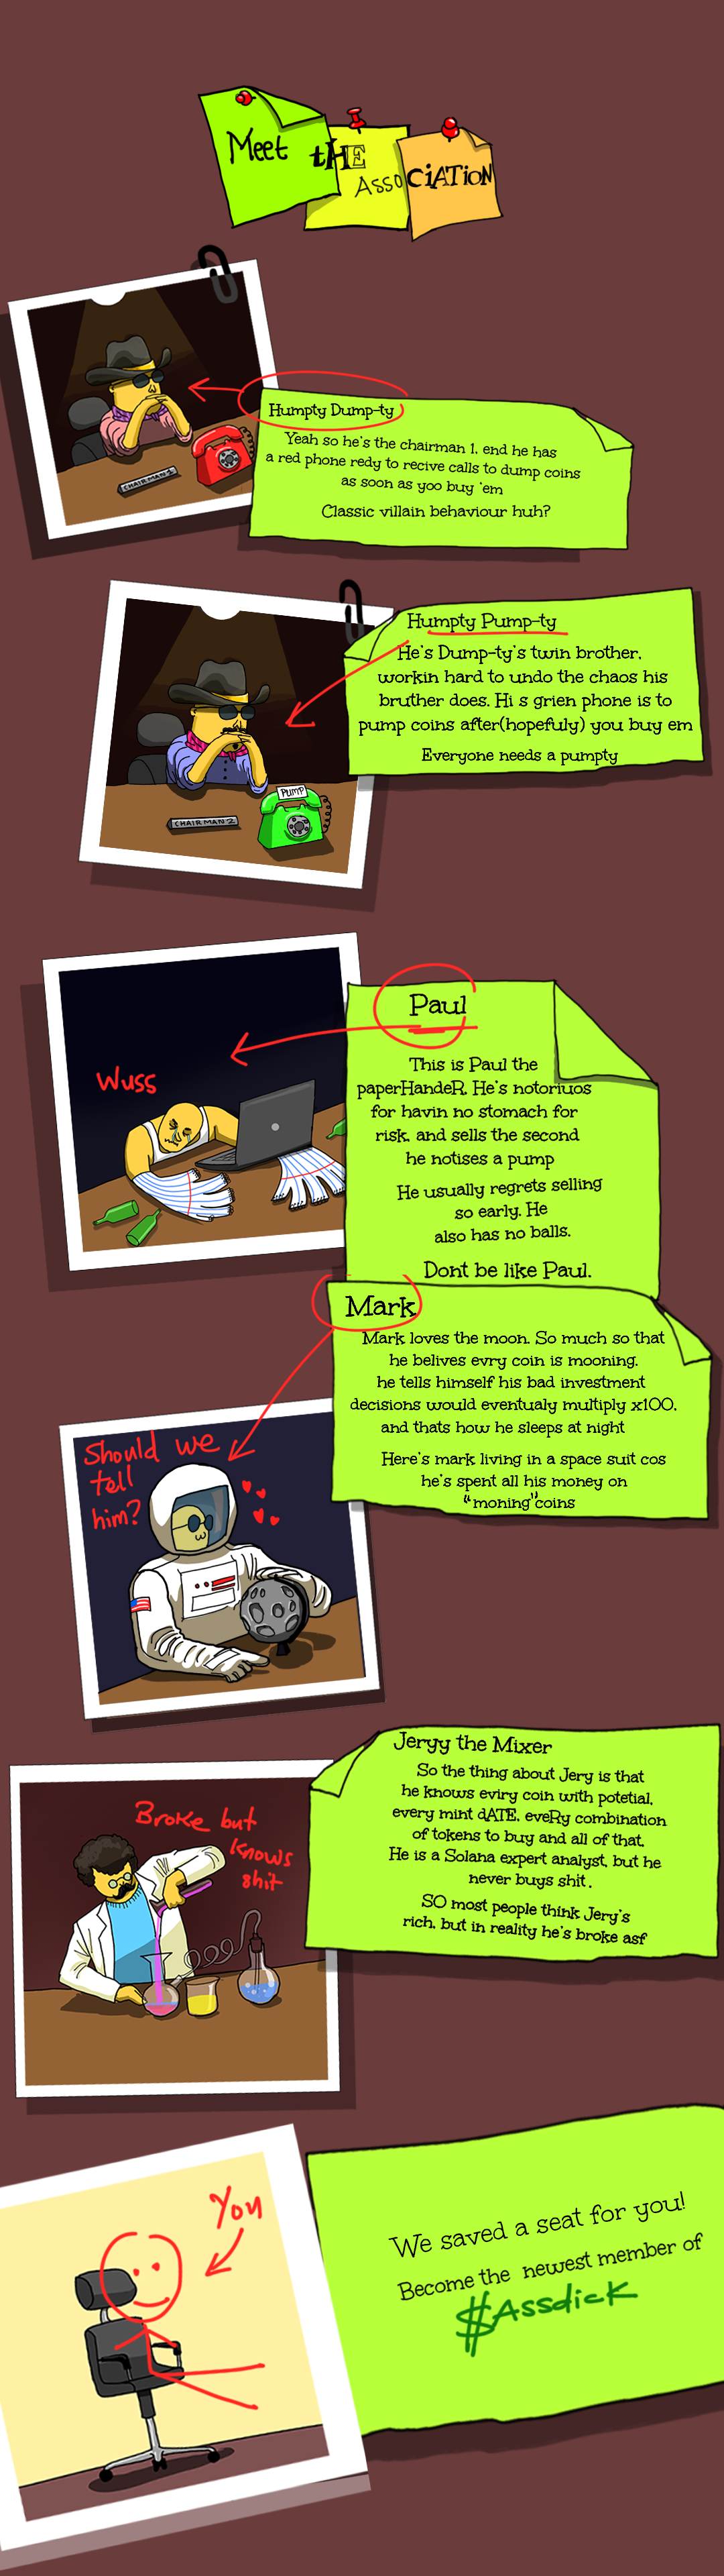 Meet tHE
Asso CiATioN
CHAIRMAN 1
Humpty Dump-ty
Yeah so he's the chairman 1, end he has
a red phone redy to recive calls to dump coins
as soon as yoo buy 'em
Classic villain behaviour huh?
PUMP
CHAIRMAN 2
Humpty Pump-ty
He's Dump-ty's twin brother,
workin hard to undo the chaos his
bruther does. Hi s grien phone is to
pump coins after(hopefuly) you buy em
Everyone needs a pumpty
Wuss
Paul
This is Paul the
paperHandeR. He's notoriuos
for havin no stomach for
risk, and sells the second
he notises a pump
He usually regrets selling
so early. He
also has no balls.
Dont be like Paul.
Mark
Mark loves the moon. So much so that
he belives evry coin is mooning.
he tells himself his bad investment
decisions would eventualy multiply x100,
and thats how he sleeps at night
Here's mark living in a space suit cos
he's spent all his money on
"moning"coins
Should we
tell
him?
Jeryy the Mixer
So the thing about Jery is that
he knows eviry coin with potetial,
every mint dATE, eveRy combination
of tokens to buy and all of that.
He is a Solana expert analyst, but he
never buys shit.
SO most people think Jery's
rich, but in reality he's broke asf
Broke but
knows
shit
You
We saved a seat for you!
Become the newest member of
$AssdicK